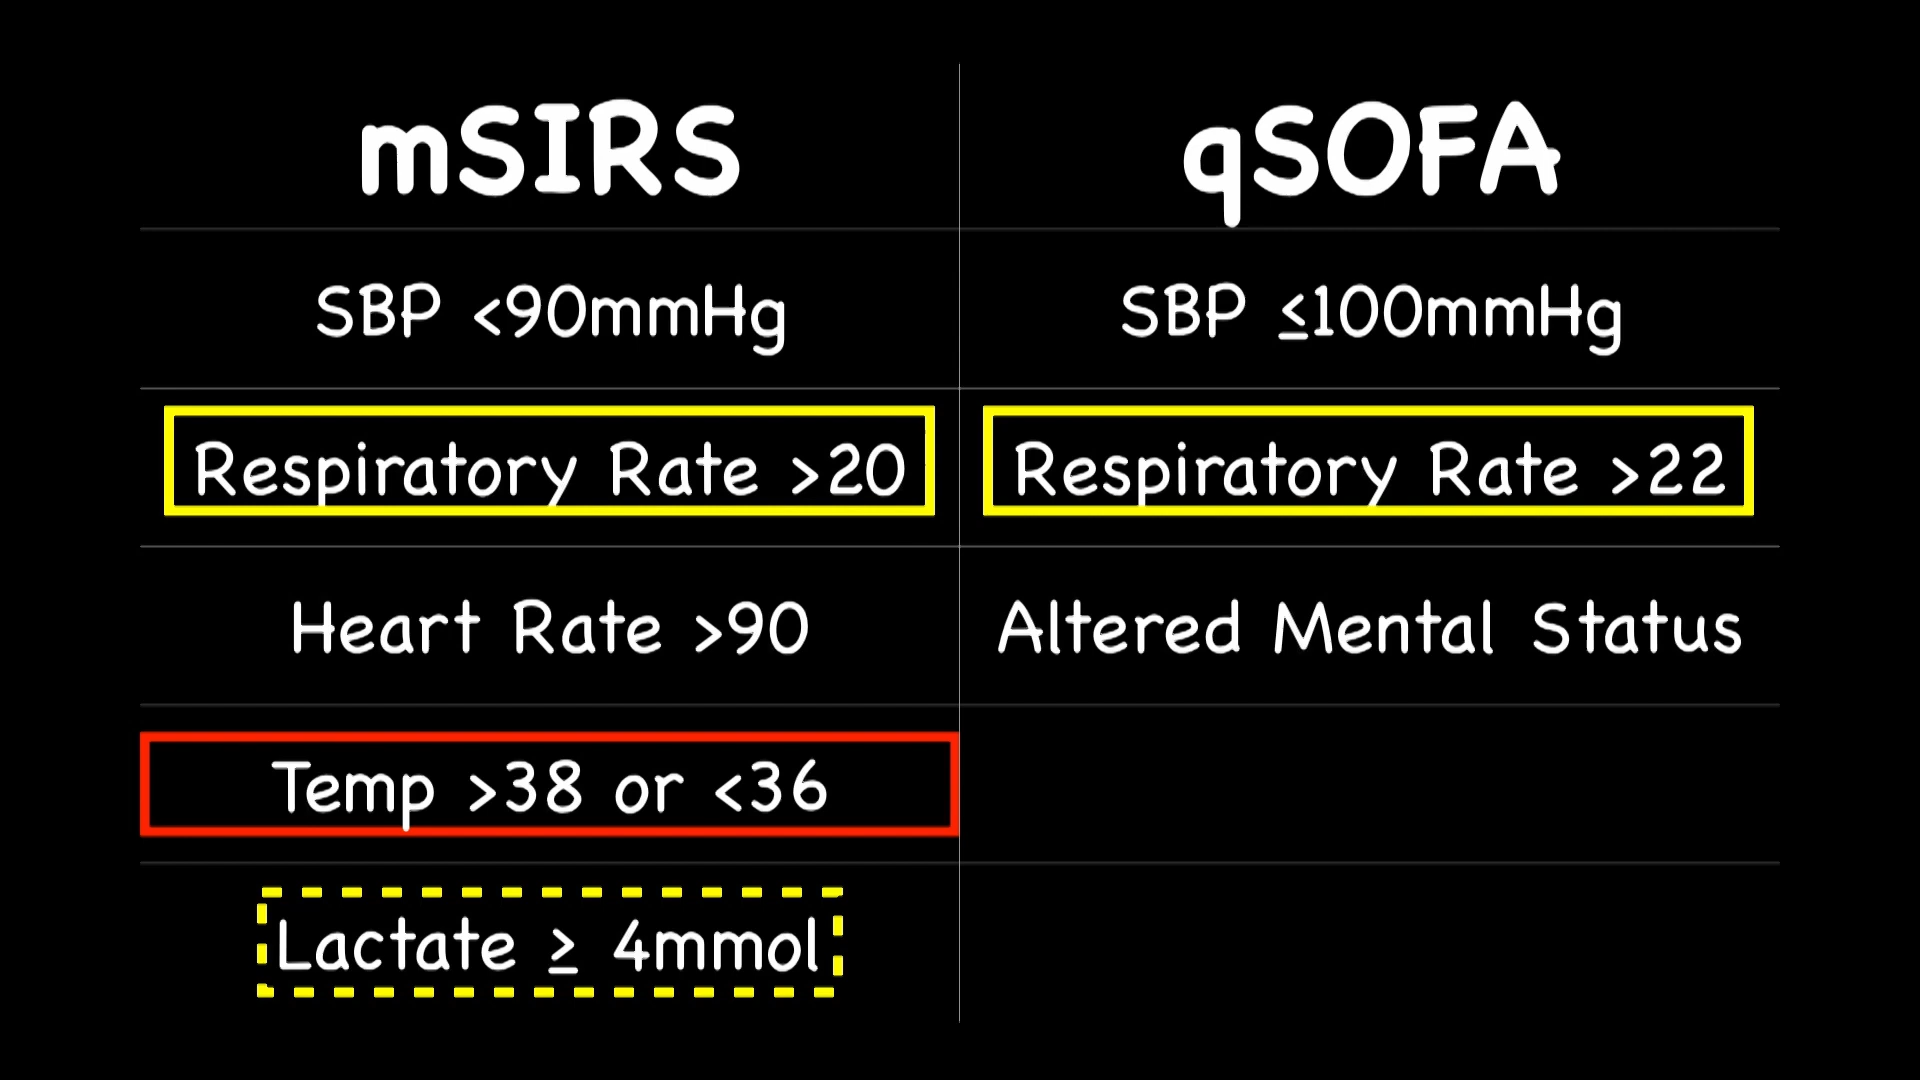 mSIRS qSOFA
SBP <90mmHg SBP ≤100mmHg
Respiratory Rate >20 Respiratory Rate >22
Heart Rate >90 Altered Mental Status
Temp >38 or <36
Lactate ≥ 4mmol